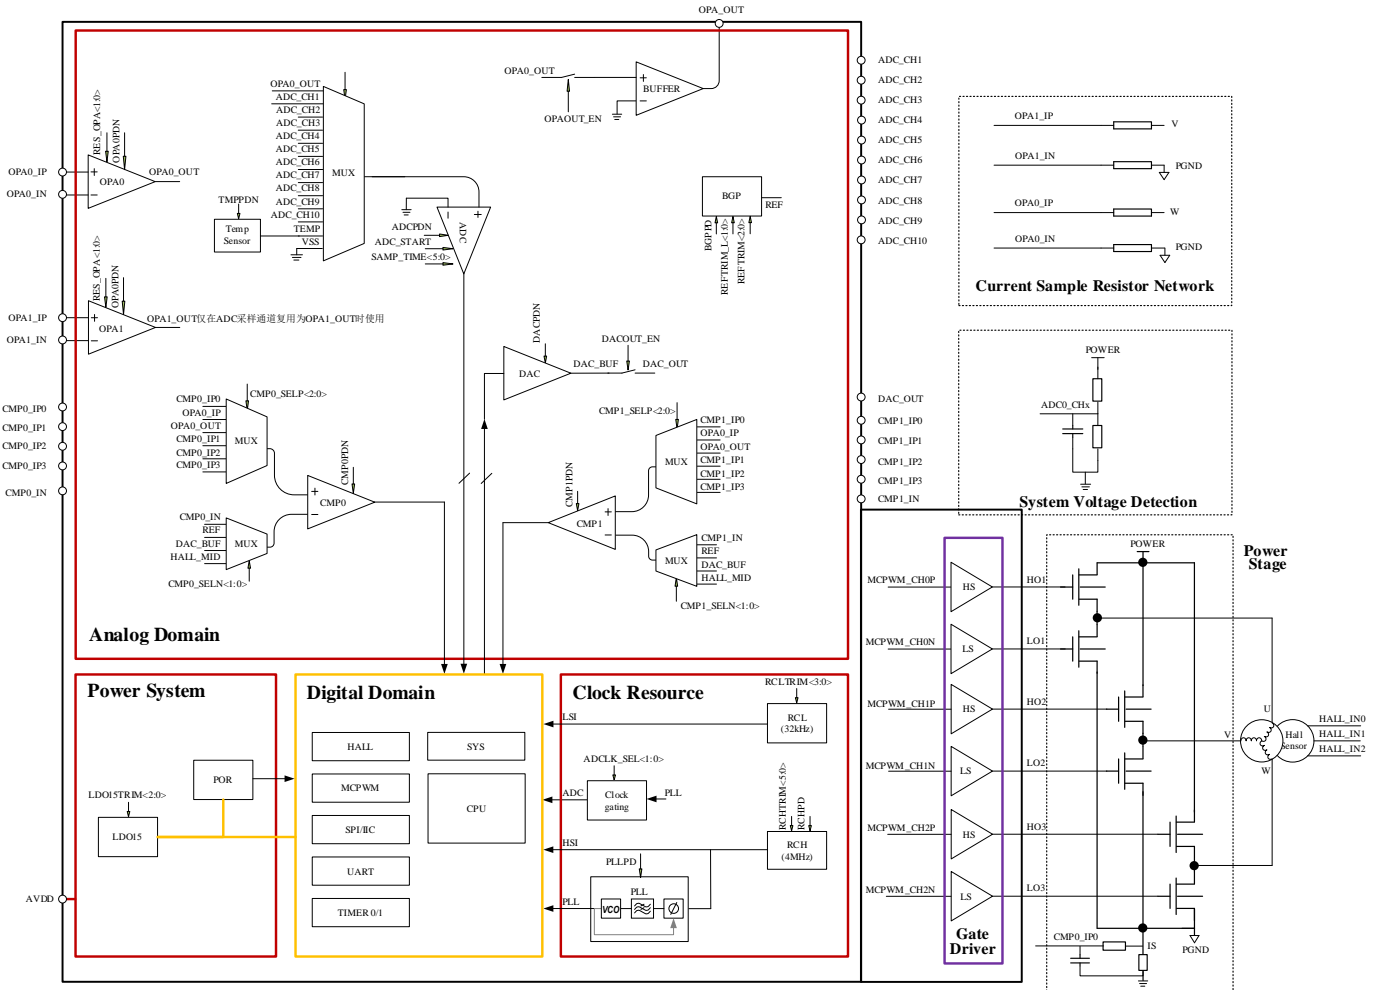 OPA_OUT
OPA0_OUT
BUFFER
OPAOUT_EN
RES_OPA<1:0>
OPA0PDN
OPA0_IP
OPA0_IN
OPA0
OPA0_OUT
OPA0_OUT
ADC_CH1
ADC_CH2
ADC_CH3
ADC_CH4
ADC_CH5
ADC_CH6
ADC_CH7
ADC_CH8
ADC_CH9
ADC_CH10
TEMP
VSS
MUX
TMPPDN
Temp
Sensor
ADCPDN
ADC_START
SAMP_TIME<5:0>
ADC
BGP
REF
BGPPD
REFTRIM_L<1:0>
REFTRIM<2:0>
RES_OPA<1:0>
OPA0PDN
OPA1_IP
OPA1_IN
OPA1
OPA1_OUT仅在ADC采样通道复用为OPA1_OUT时使用
DACPDN
DAC
DAC_BUF
DACOUT_EN
DAC_OUT
CMP0_IP0
CMP0_IP1
CMP0_IP2
CMP0_IP3
CMP0_IN
CMP0_SELP<2:0>
CMP0_IP0
OPA0_IP
OPA0_OUT
CMP0_IP1
CMP0_IP2
CMP0_IP3
MUX
CMP0PDN
CMP0
CMP0_IN
REF
DAC_BUF
HALL_MID
MUX
CMP0_SELN<1:0>
CMP1_SELP<2:0>
CMP1_IP0
OPA0_IP
OPA0_OUT
CMP1_IP1
CMP1_IP2
CMP1_IP3
MUX
CMP1PDN
CMP1
CMP1_IN
REF
DAC_BUF
HALL_MID
MUX
CMP1_SELN<1:0>
Analog Domain
ADC_CH1
ADC_CH2
ADC_CH3
ADC_CH4
ADC_CH5
ADC_CH6
ADC_CH7
ADC_CH8
ADC_CH9
ADC_CH10
DAC_OUT
CMP1_IP0
CMP1_IP1
CMP1_IP2
CMP1_IP3
CMP1_IN
OPA1_IP
V
OPA1_IN
PGND
OPA0_IP
W
OPA0_IN
PGND
Current Sample Resistor Network
POWER
ADC0_CHx
System Voltage Detection
Power System
POR
LDO15TRIM<2:0>
LDO15
AVDD
Digital Domain
HALL
SYS
MCPWM
CPU
SPI/IIC
UART
TIMER 0/1
Clock Resource
RCLTRIM<3:0>
LSI
RCL
(32kHz)
ADCLK_SEL<1:0>
ADC
Clock
gating
PLL
RCHTRIM<5:0>
RCHPD
HSI
RCH
(4MHz)
PLLPD
PLL
PLL
VCO
MCPWM_CH0P
HS
HO1
MCPWM_CH0N
LS
LO1
MCPWM_CH1P
HS
HO2
MCPWM_CH1N
LS
LO2
MCPWM_CH2P
HS
HO3
MCPWM_CH2N
LS
LO3
Gate
Driver
POWER
Power
Stage
U
V
W
Hall
Sensor
HALL_IN0
HALL_IN1
HALL_IN2
CMP0_IP0
IS
PGND